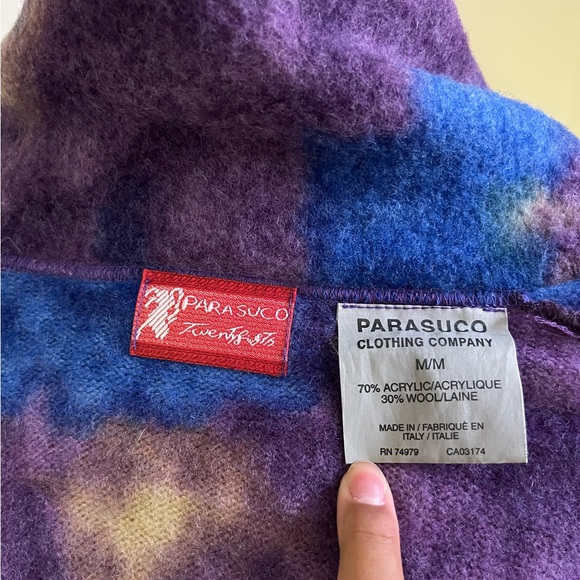 PARASUCO
PARASUCO
CLOTHING COMPANY
M/M
70% ACRYLIC/ACRYLIQUE
30% WOOL/LAINE
MADE IN / FABRIQUÉ EN
ITALY / ITALIE
RN 74979 CA03174